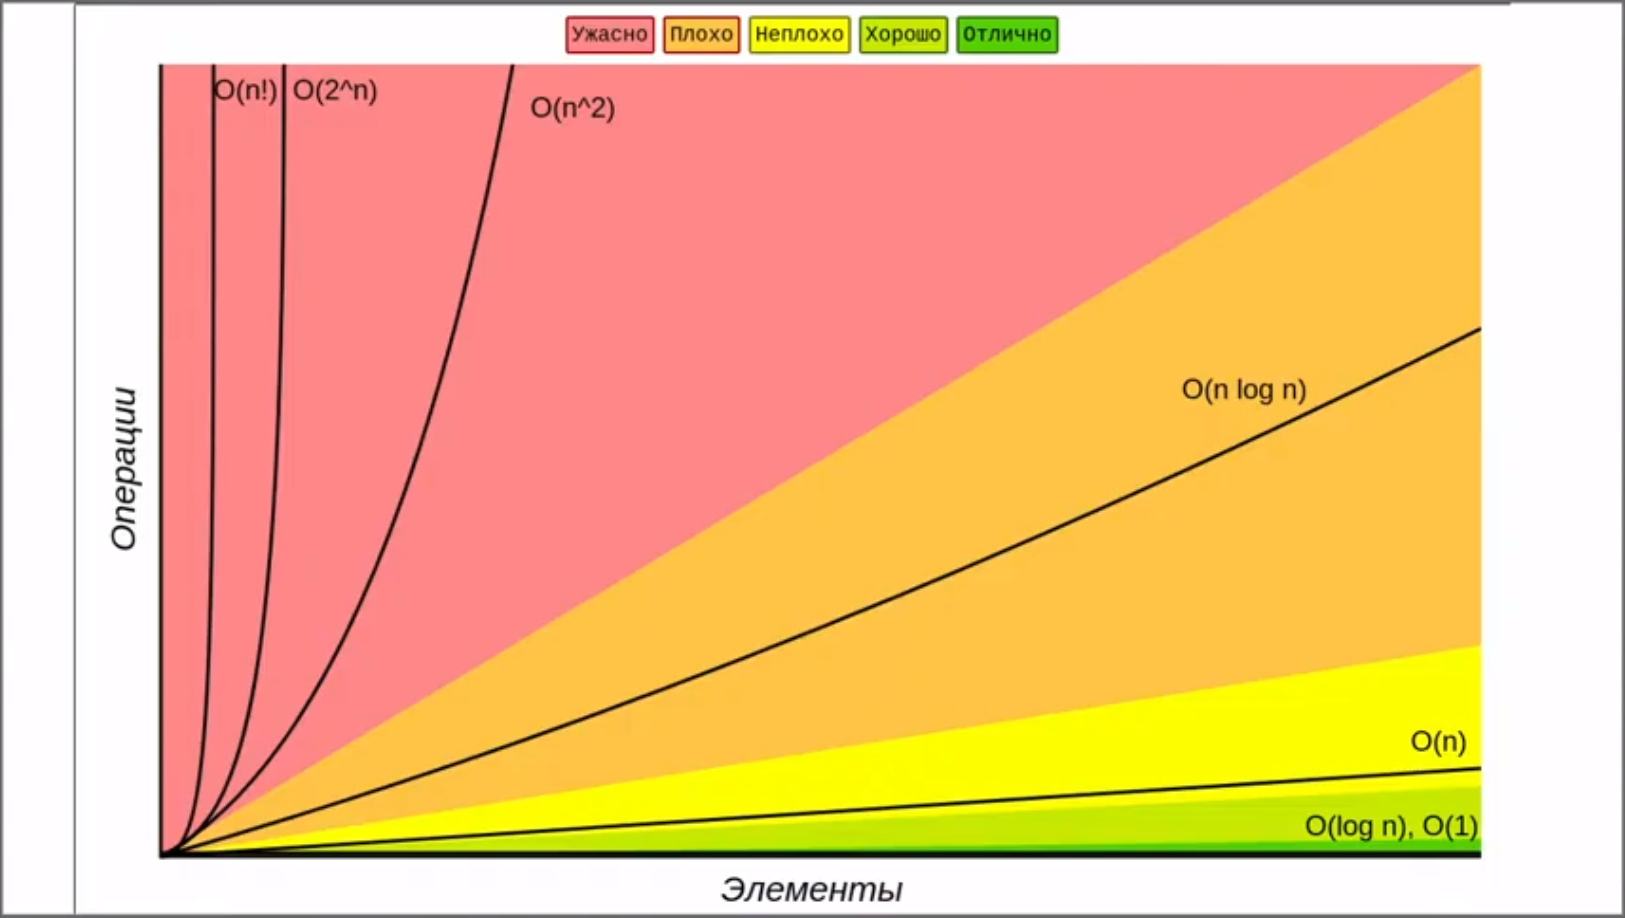 Ужасно Плохо Неплохо Хорошо Отлично
O(n!) O(2^n)
O(n^2)
O(n log n)
Операции
O(n)
O(log n), O(1)
Элементы